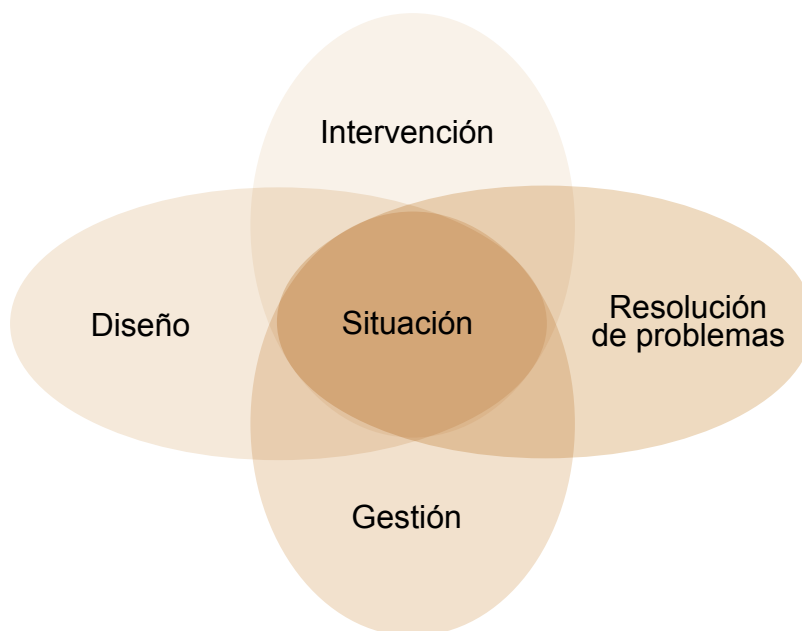 Intervención
Diseño
Situación
Resolución
de problemas
Gestión